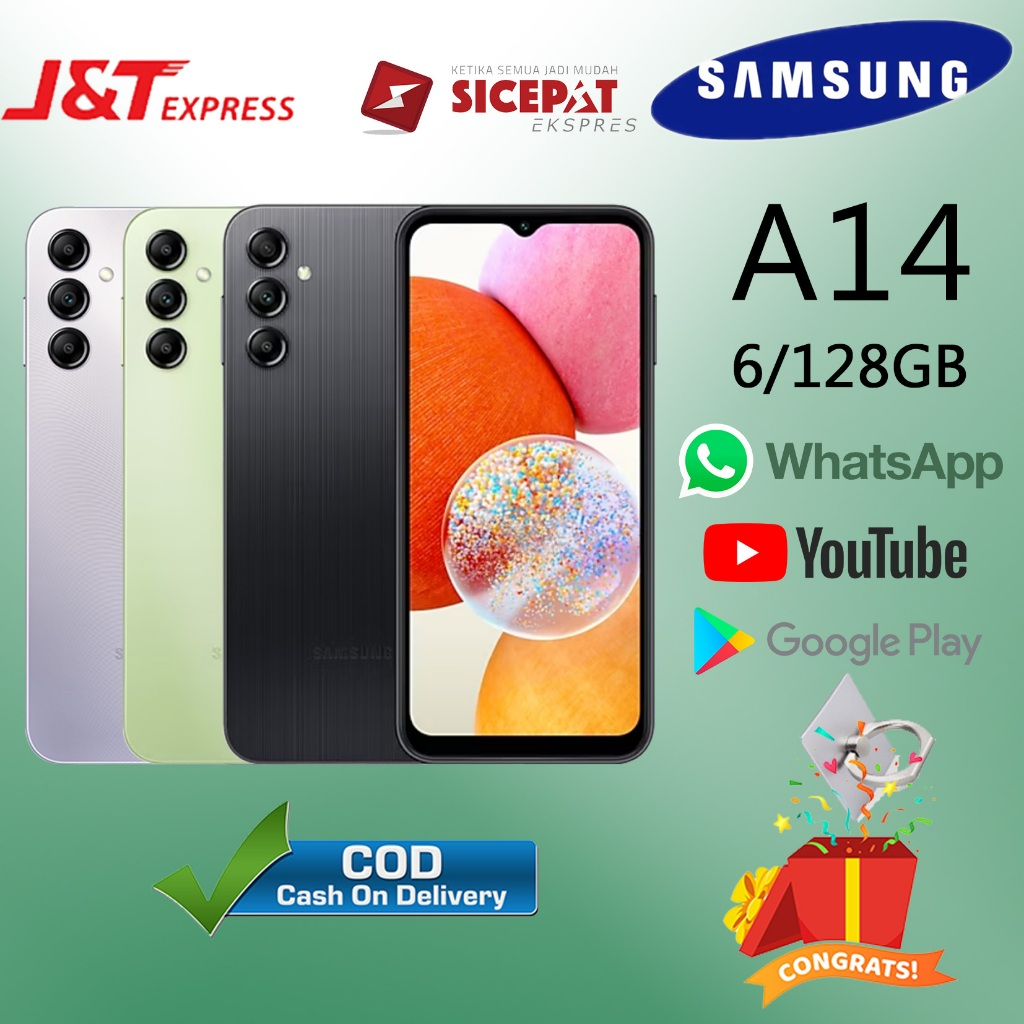 J&T EXPRESS
KETIKA SEMUA JADI MUDAH
SICEPAT
EKSPRES
SAMSUNG
A14
6/128GB
WhatsApp
YouTube
Google Play
SAMSUNG
COD
Cash On Delivery
CONGRATS!